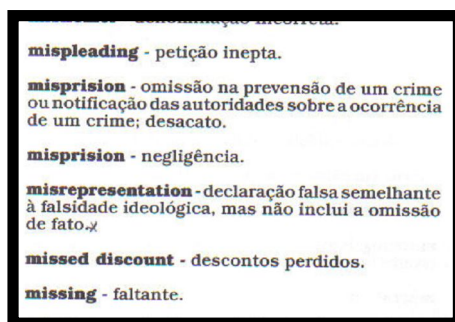 mispleading - petição inepta.
misprision - omissão na prevensão de um crime
ou notificação das autoridades sobre a ocorrência
de um crime; desacato.
misprision - negligência.
misrepresentation - declaração falsa semelhante
à falsidade ideológica, mas não inclui a omissão
de fato.
missed discount - descontos perdidos.
missing - faltante.